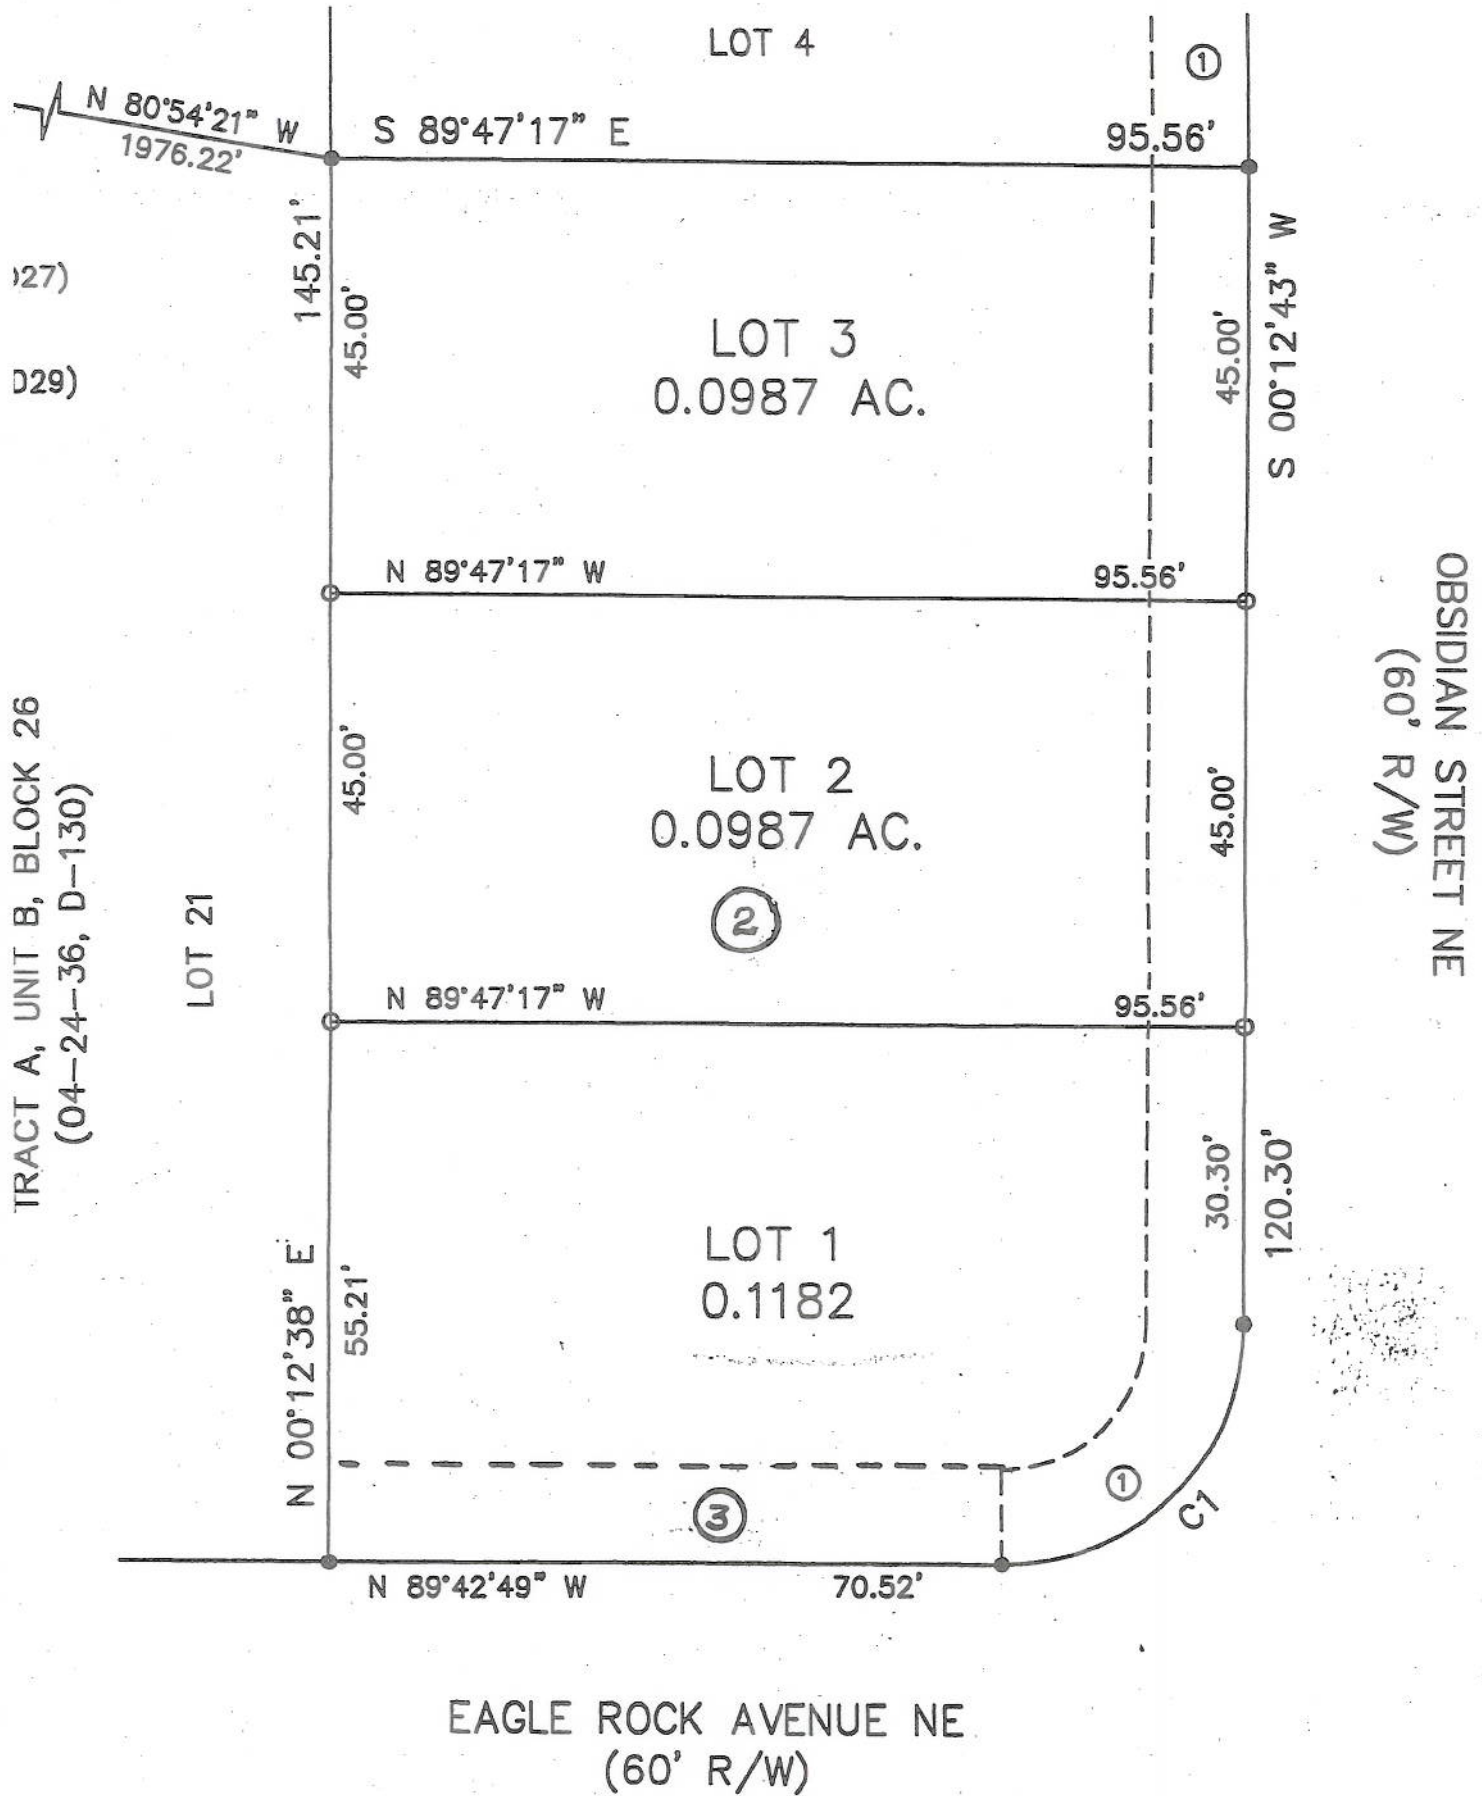 LOT 4
①
N 80°54'21" W
1976.22'
S 89°47'17" E
95.56'
145.21'
45.00'
LOT 3
0.0987 AC.
45.00'
S 00°12'43" W
27)
029)
N 89°47'17" W
95.56'
OBSIDIAN STREET NE
(60' R/W)
TRACT A, UNIT B, BLOCK 26
(04-24-36, D-130)
LOT 21
45.00'
LOT 2
0.0987 AC.
②
45.00'
N 89°47'17" W
95.56'
N 00°12'38" E
55.21'
LOT 1
0.1182
30.30'
120.30'
①
C1
③
N 89°42'49" W
70.52'
EAGLE ROCK AVENUE NE
(60' R/W)